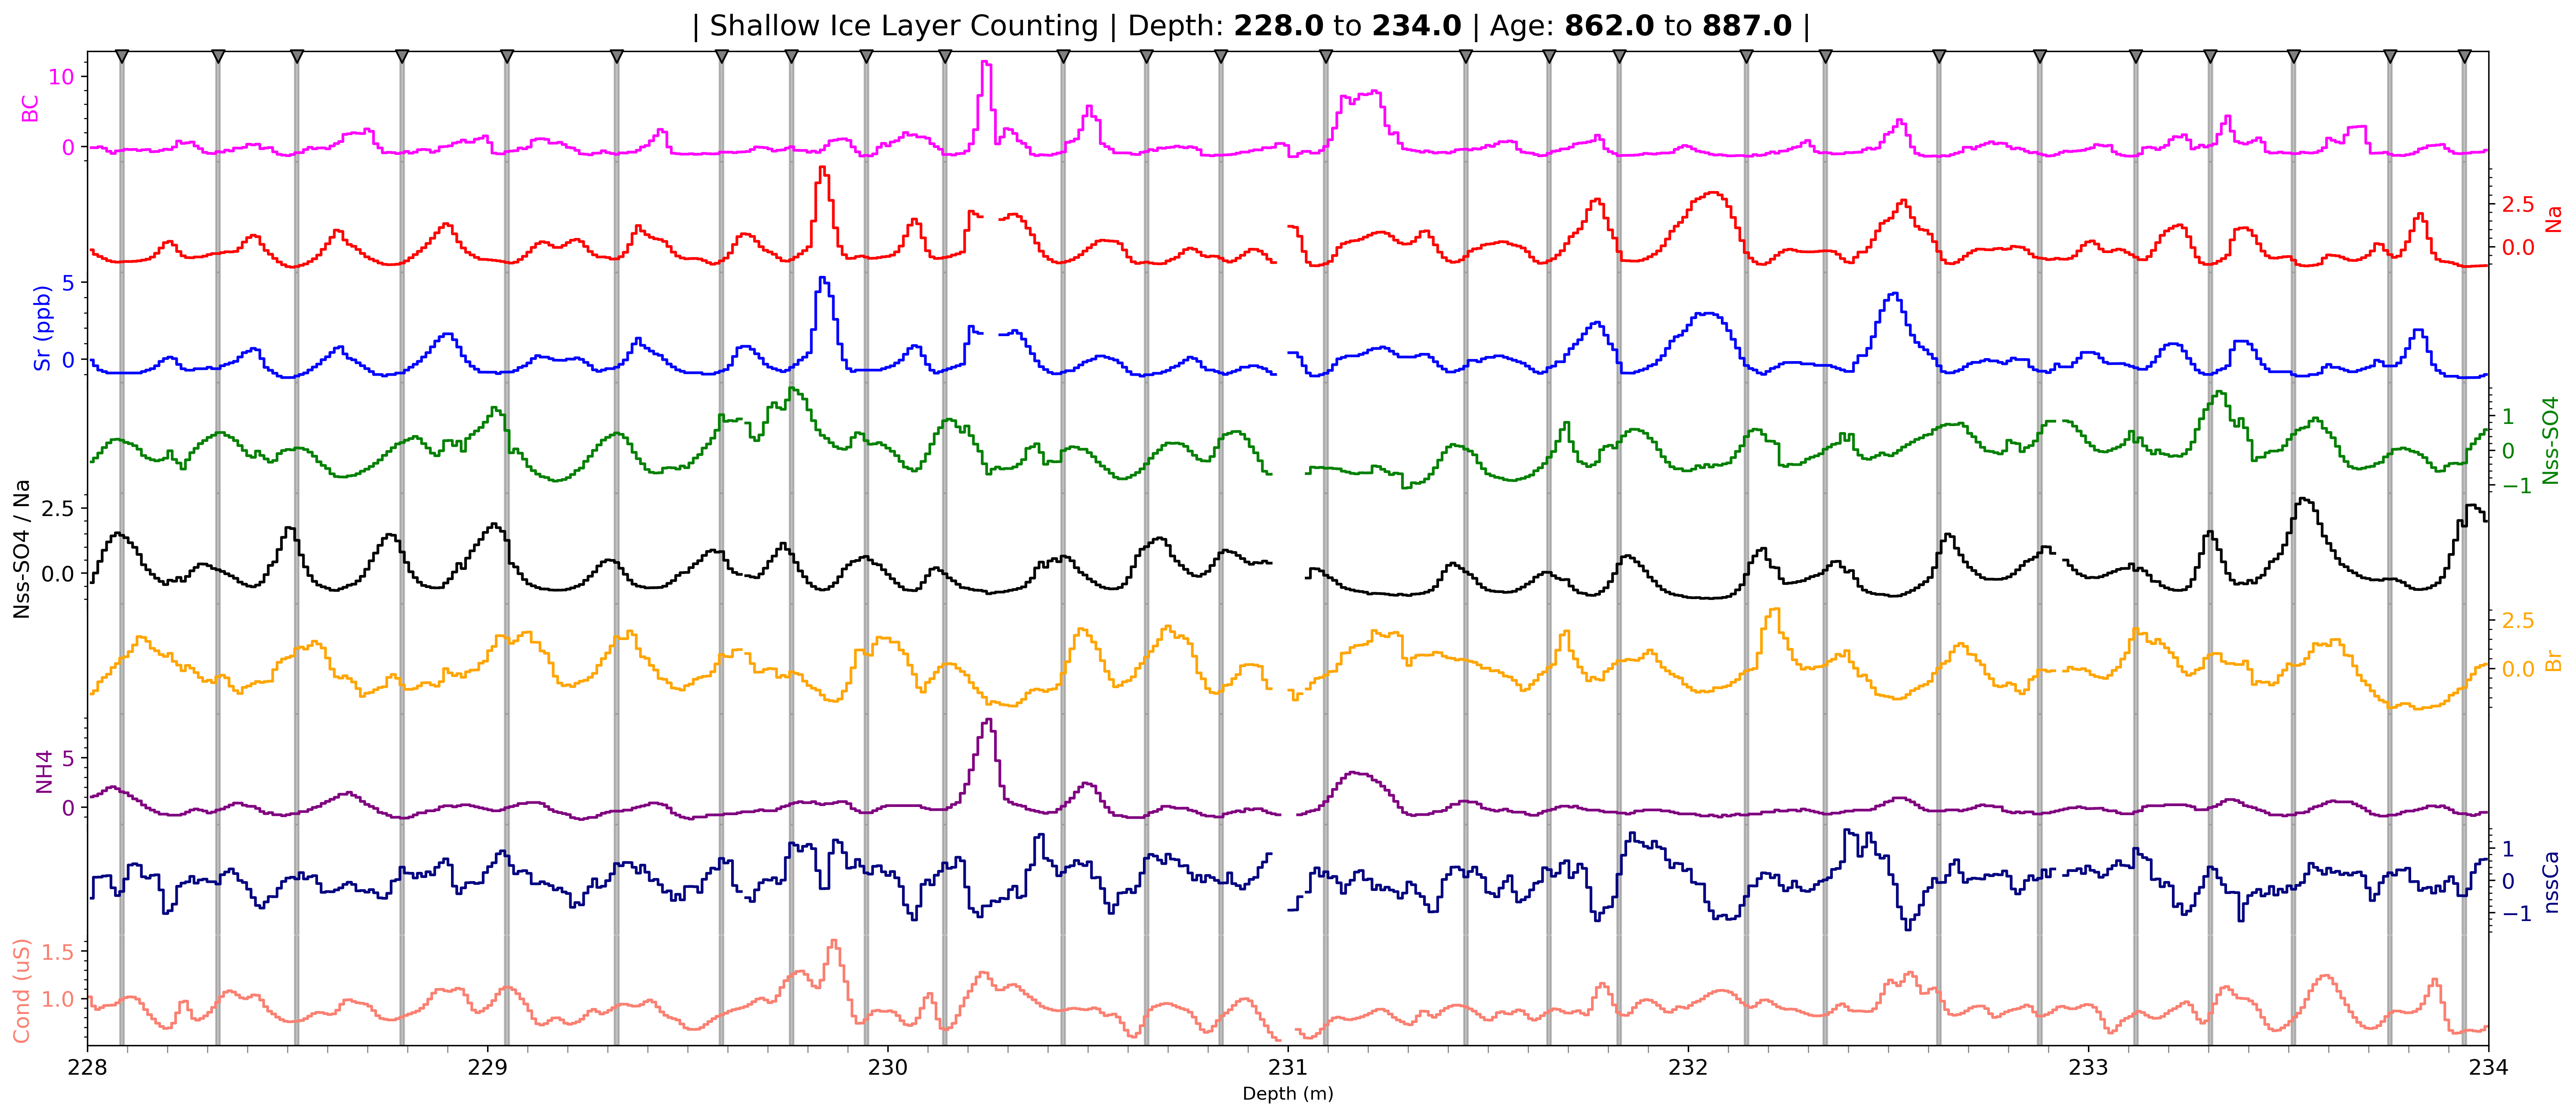 | Shallow Ice Layer Counting | Depth: 228.0 to 234.0 | Age: 862.0 to 887.0 |
BC
10
0
Na
2.5
0.0
Sr (ppb)
5
0
Nss-SO4
1
0
−1
Nss-SO4 / Na
2.5
0.0
Br
2.5
0.0
NH4
5
0
nssCa
1
0
−1
Cond (uS)
1.5
1.0
228 229 230 231 232 233 234
Depth (m)